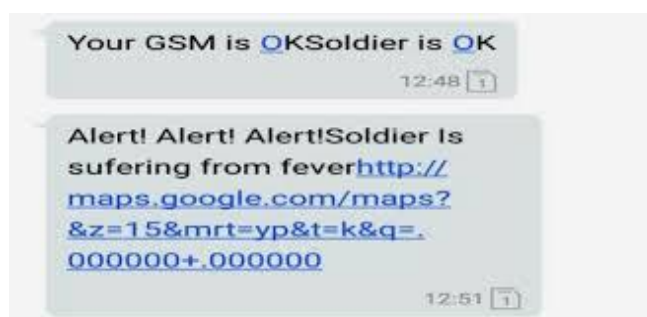 Your GSM is OKSoldier is OK
12:48 1
Alert! Alert! Alert!Soldier Is
sufering from feverhttp://
maps.google.com/maps?
&z=15&mrt=yp&t=k&q=.
000000+.000000
12:51 1